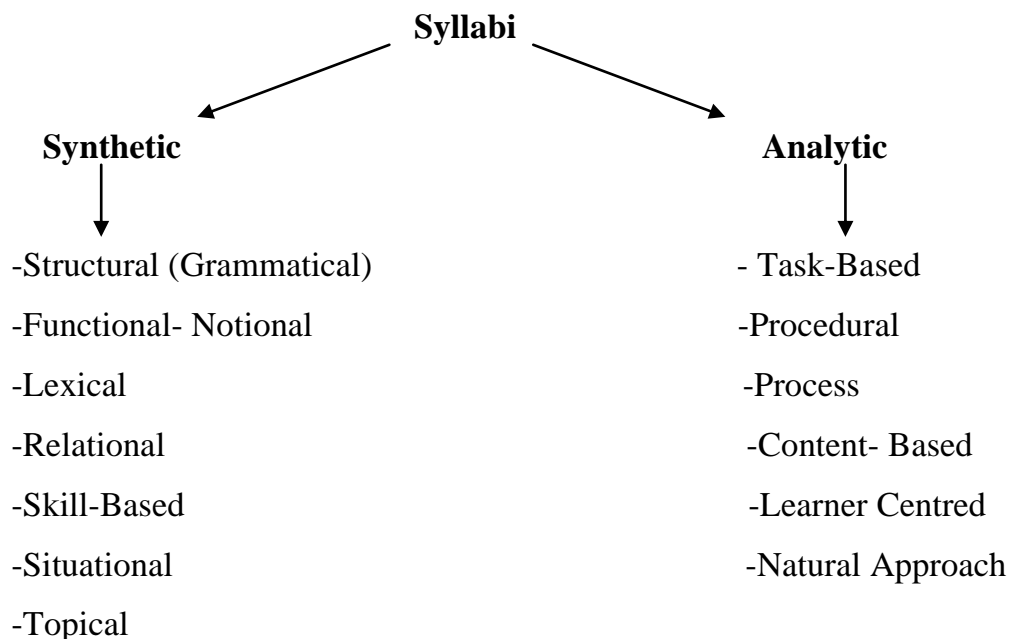 Syllabi
Synthetic
Analytic
-Structural (Grammatical)
-Functional- Notional
-Lexical
-Relational
-Skill-Based
-Situational
-Topical
- Task-Based
-Procedural
-Process
-Content- Based
-Learner Centred
-Natural Approach